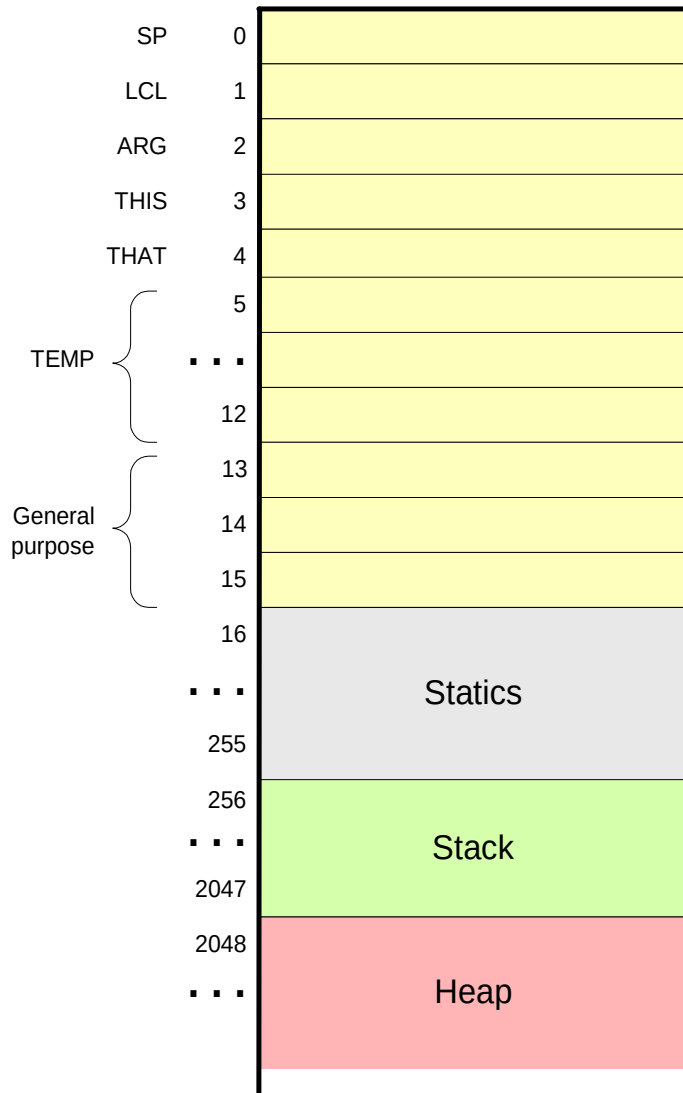 SP 0
LCL 1
ARG 2
THIS 3
THAT 4
5
TEMP ...
12
13
General
purpose
14
15
16
... Statics
255
256
... Stack
2047
2048
... Heap